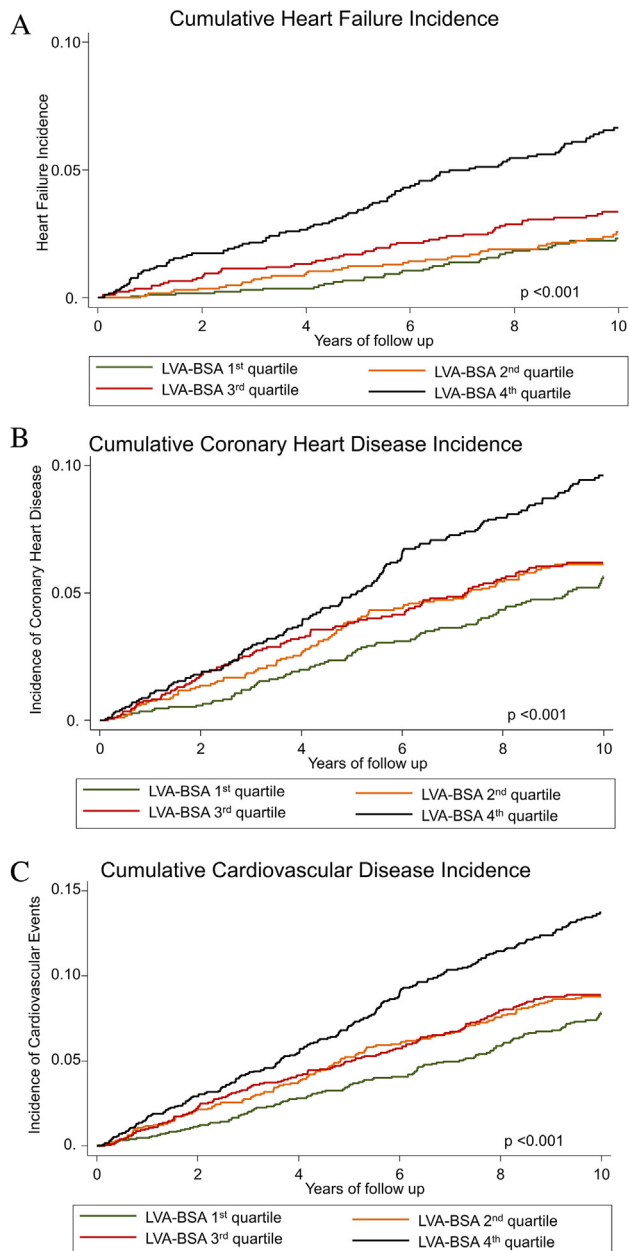 A
Cumulative Heart Failure Incidence
0.10
0.05
0.
Heart Failure Incidence
p <0.001
0 2 4 6 8 10
Years of follow up
LVA-BSA 1st quartile LVA-BSA 2nd quartile
LVA-BSA 3rd quartile LVA-BSA 4th quartile
B
Cumulative Coronary Heart Disease Incidence
0.10
0.05
0.
Incidence of Coronary Heart Disease
p <0.001
0 2 4 6 8 10
Years of follow up
LVA-BSA 1st quartile LVA-BSA 2nd quartile
LVA-BSA 3rd quartile LVA-BSA 4th quartile
C
Cumulative Cardiovascular Disease Incidence
0.15
0.10
0.05
0.
Incidence of Cardiovascular Events
p <0.001
0 2 4 6 8 10
Years of follow up
LVA-BSA 1st quartile LVA-BSA 2nd quartile
LVA-BSA 3rd quartile LVA-BSA 4th quartile